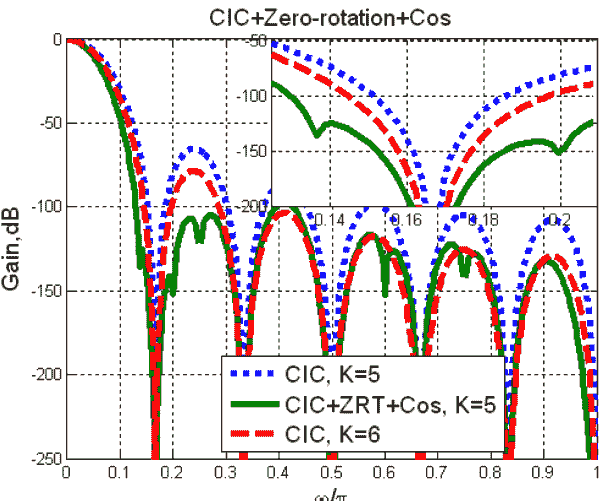 CIC+Zero-rotation+Cos
0
-50
-100
-150
-200
-250
Gain,dB
-50
-100
-150
-200
0.14 0.16 0.18 0.2
CIC, K=5
CIC+ZRT+Cos, K=5
CIC, K=6
0 0.1 0.2 0.3 0.4 0.5 0.6 0.7 0.8 0.9 1
ω/π